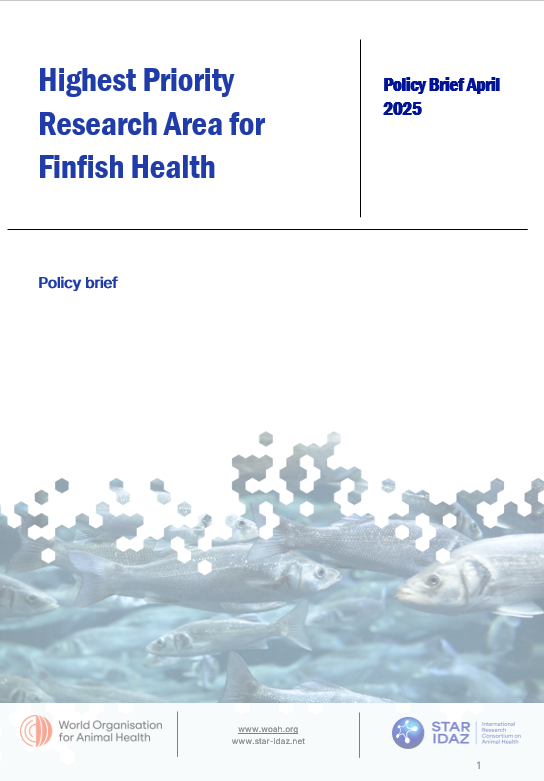 Highest Priority
Research Area for
Finfish Health
Policy Brief April
2025
Policy brief
World Organisation
for Animal Health
www.woah.org
www.star-idaz.net
STAR
IDAZ
International
Research
Consortium on
Animal Health
1